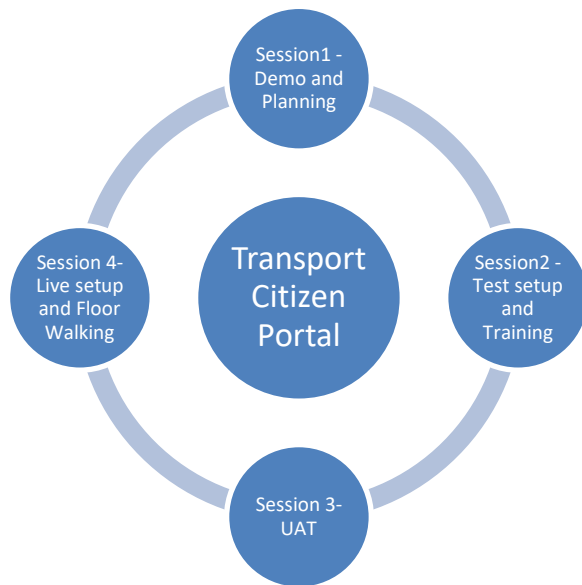 Session1 -
Demo and
Planning
Transport
Citizen
Portal
Session 4-
Live setup
and Floor
Walking
Session2 -
Test setup
and
Training
Session 3-
UAT